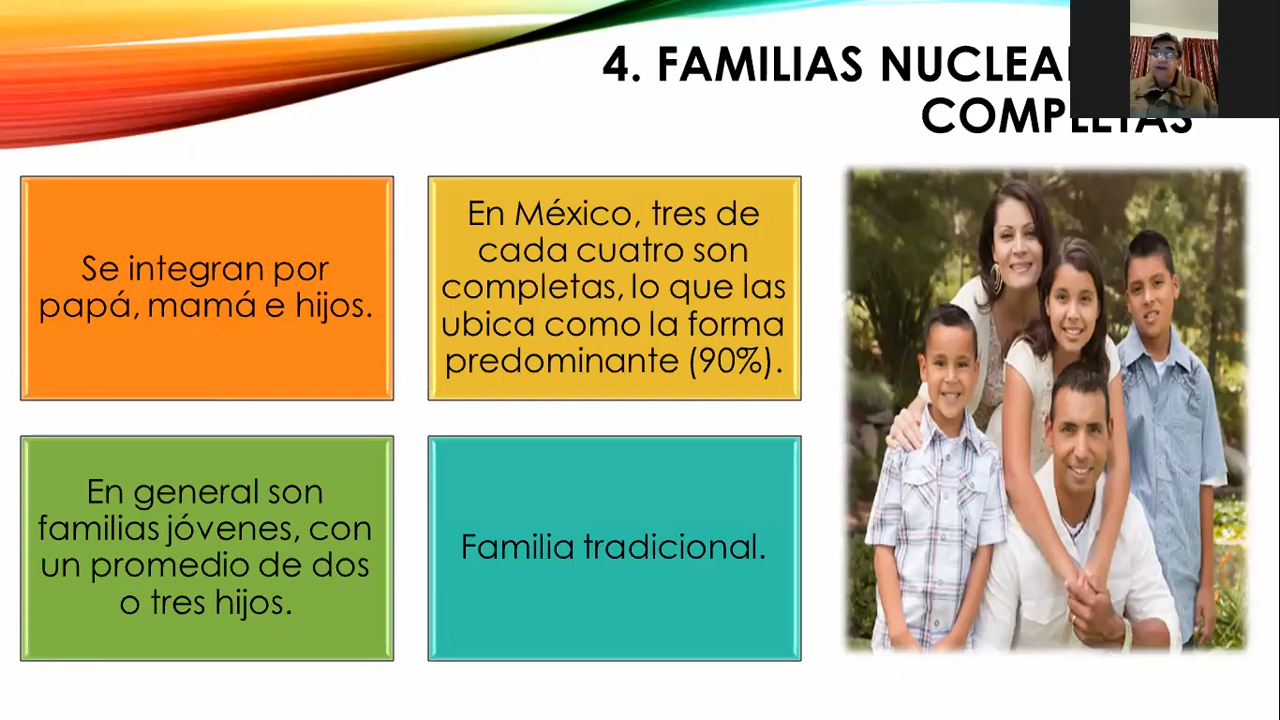 4. FAMILIAS
COMPLETAS
Se integran por
papá, mamá e hijos.
En México, tres de
cada cuatro son
completas, lo que las
ubica como la forma
predominante (90%).
En general son
familias jóvenes, con
un promedio de dos
o tres hijos.
Familia tradicional.